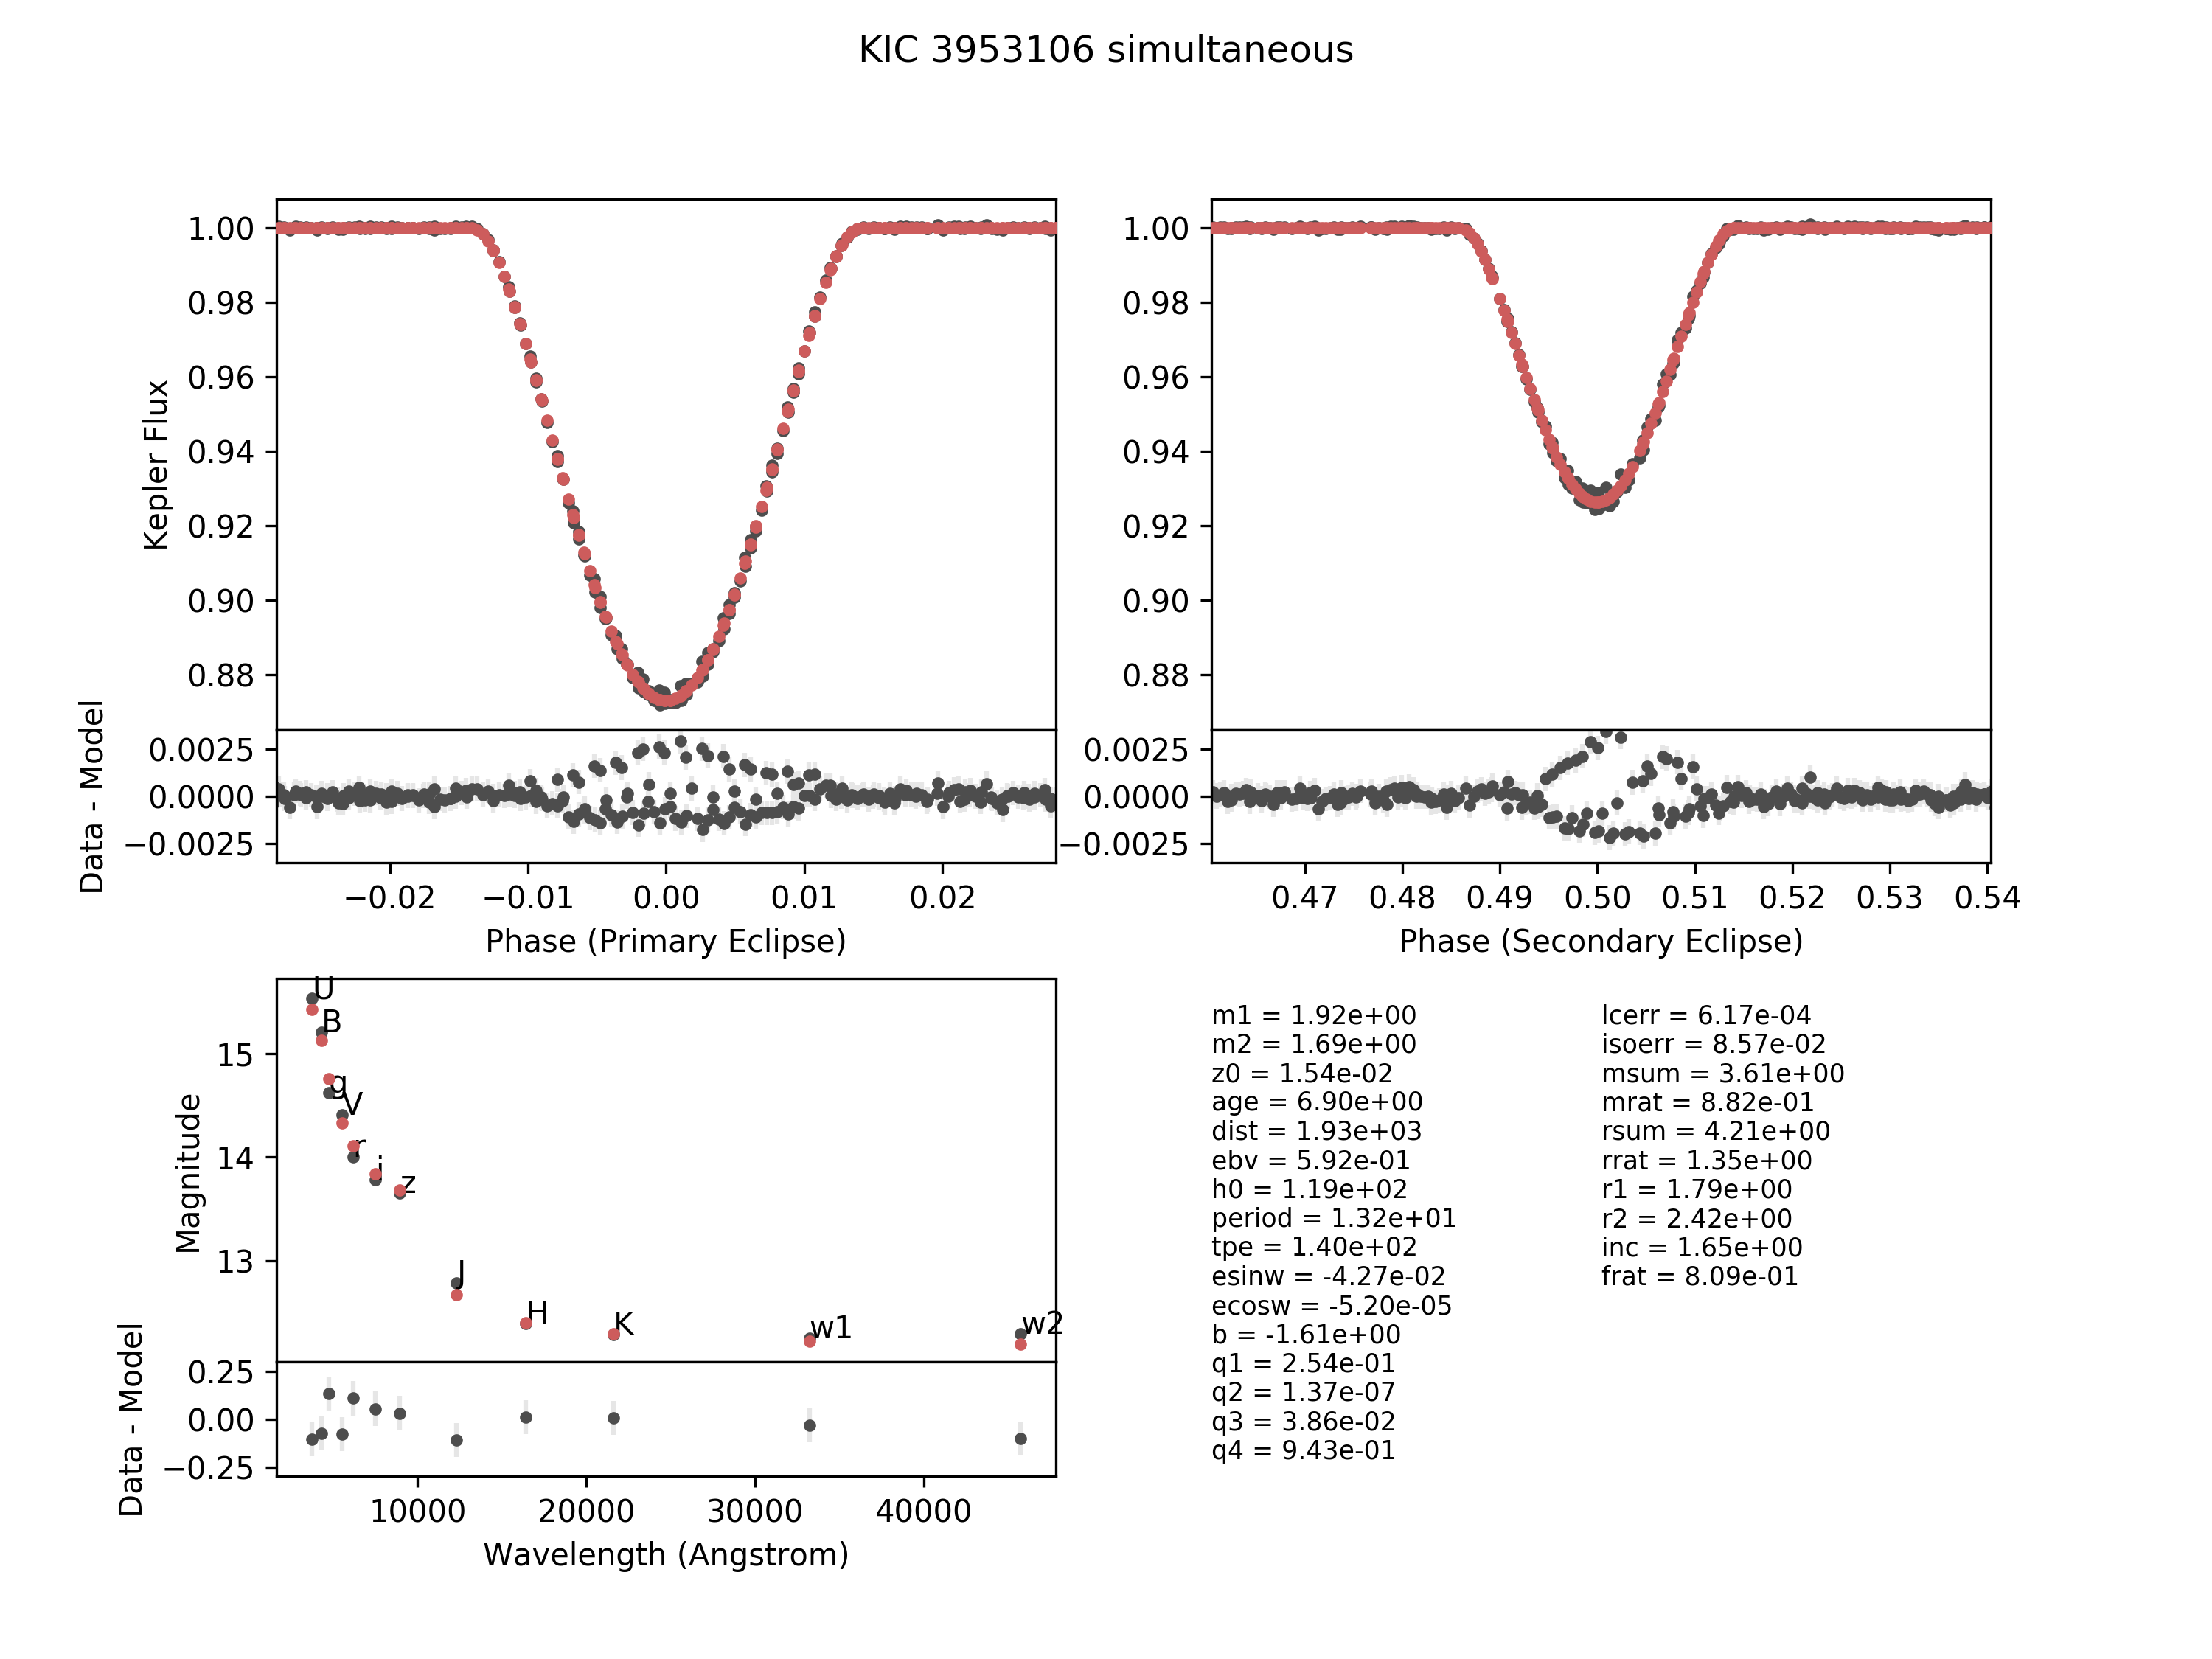 KIC 3953106 simultaneous
Kepler Flux
1.00
0.98
0.96
0.94
0.92
0.90
0.88
Data - Model
0.0025
0.0000
−0.0025
−0.02 −0.01 0.00 0.01 0.02
Phase (Primary Eclipse)
1.00
0.98
0.96
0.94
0.92
0.90
0.88
0.0025
0.0000
−0.0025
0.47 0.48 0.49 0.50 0.51 0.52 0.53 0.54
Phase (Secondary Eclipse)
Magnitude
15
14
13
U
B
g
V
r
i
z
J
H
K
w1
w2
Data - Model
0.25
0.00
−0.25
10000 20000 30000 40000
Wavelength (Angstrom)
m1 = 1.92e+00
m2 = 1.69e+00
z0 = 1.54e-02
age = 6.90e+00
dist = 1.93e+03
ebv = 5.92e-01
h0 = 1.19e+02
period = 1.32e+01
tpe = 1.40e+02
esinw = -4.27e-02
ecosw = -5.20e-05
b = -1.61e+00
q1 = 2.54e-01
q2 = 1.37e-07
q3 = 3.86e-02
q4 = 9.43e-01
lcerr = 6.17e-04
isoerr = 8.57e-02
msum = 3.61e+00
mrat = 8.82e-01
rsum = 4.21e+00
rrat = 1.35e+00
r1 = 1.79e+00
r2 = 2.42e+00
inc = 1.65e+00
frat = 8.09e-01